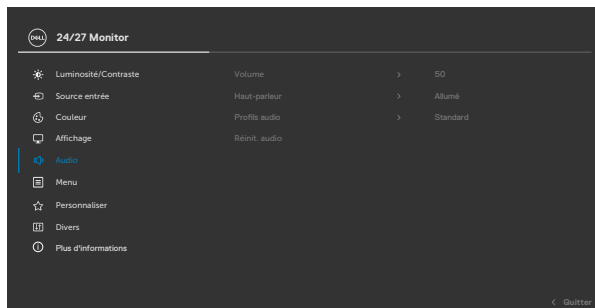 DELL 24/27 Monitor
Luminosité/Contraste Volume > 50
Source entrée Haut-parleur > Allumé
Couleur Profils audio > Standard
Affichage Réinit. audio
Audio
Menu
Personnaliser
Divers
Plus d'informations
< Quitter